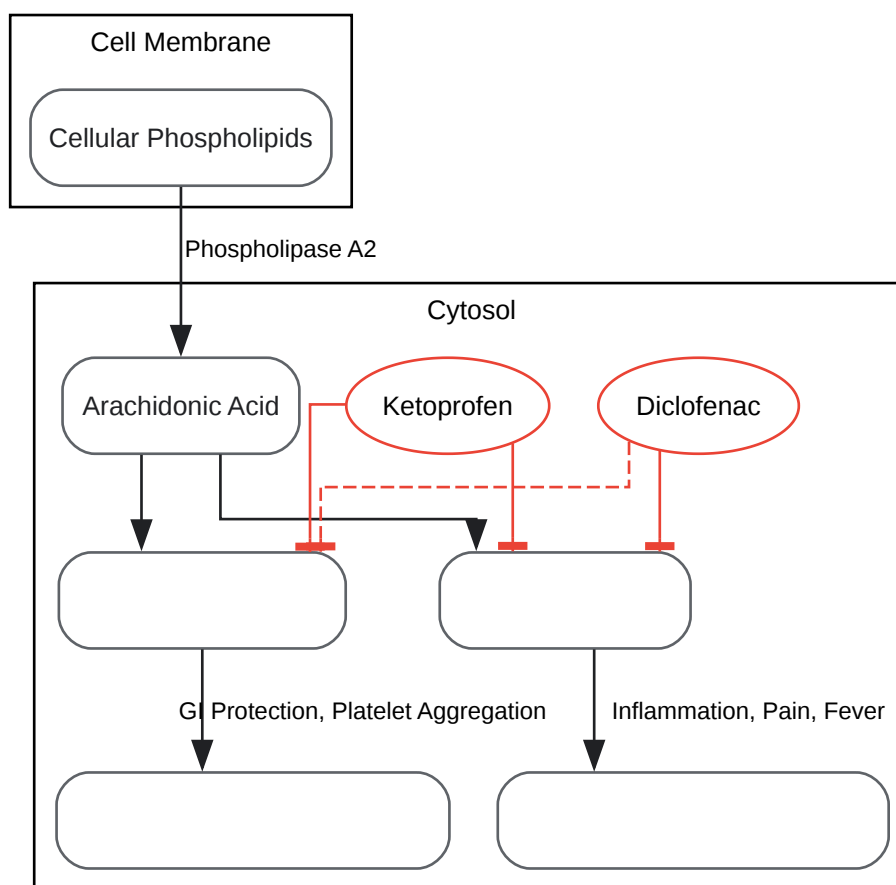 Cell Membrane
Cellular Phospholipids
Phospholipase A2
Cytosol
Arachidonic Acid
Ketoprofen
Diclofenac
GI Protection, Platelet Aggregation
Inflammation, Pain, Fever